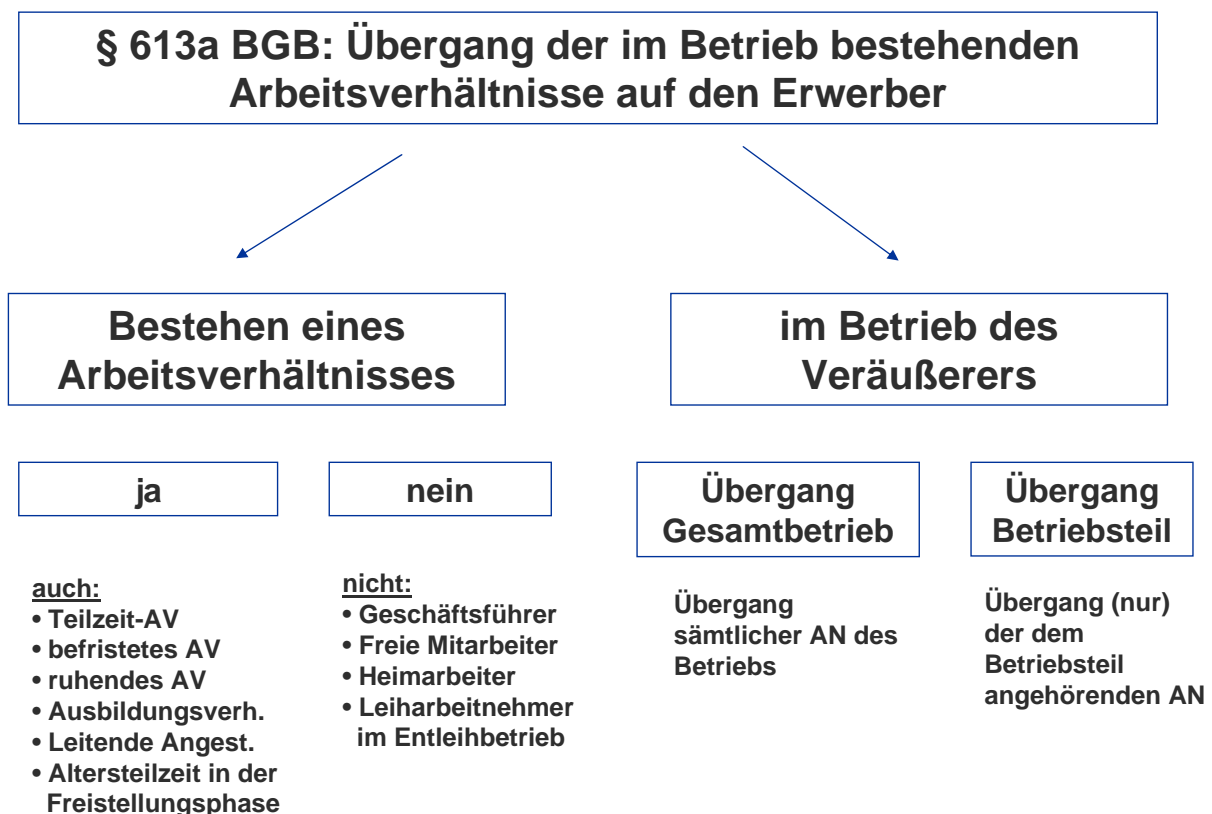 § 613a BGB: Übergang der im Betrieb bestehenden
Arbeitsverhältnisse auf den Erwerber
Bestehen eines
Arbeitsverhältnisses
im Betrieb des
Veräußerers
ja
nein
Übergang
Gesamtbetrieb
Übergang
Betriebsteil
auch:
• Teilzeit-AV
• befristetes AV
• ruhendes AV
• Ausbildungsverh.
• Leitende Angest.
• Altersteilzeit in der
Freistellungsphase
nicht:
• Geschäftsführer
• Freie Mitarbeiter
• Heimarbeiter
• Leiharbeitnehmer
im Entleihbetrieb
Übergang
sämtlicher AN des
Betriebs
Übergang (nur)
der dem
Betriebsteil
angehörenden AN